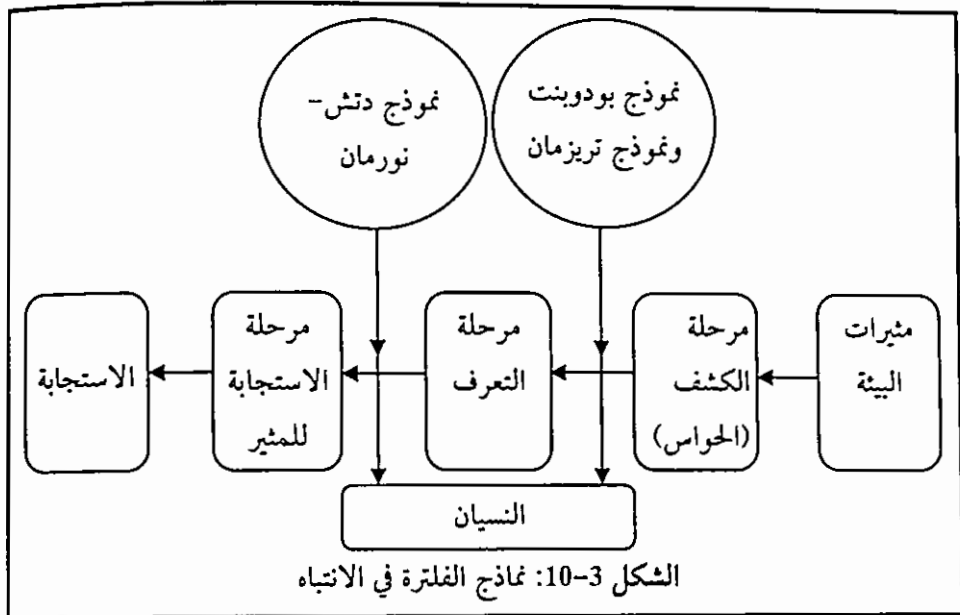 نموذج بودوبنت
ونموذج تريزمان
نموذج دتش-
نورمان
مثيرات
البيئة
مرحلة
الكشف
(الحواس)
مرحلة
التعرف
مرحلة
الاستجابة
للمثير
الاستجابة
النسيان
الشكل 3-10: نماذج الفلترة في الانتباه